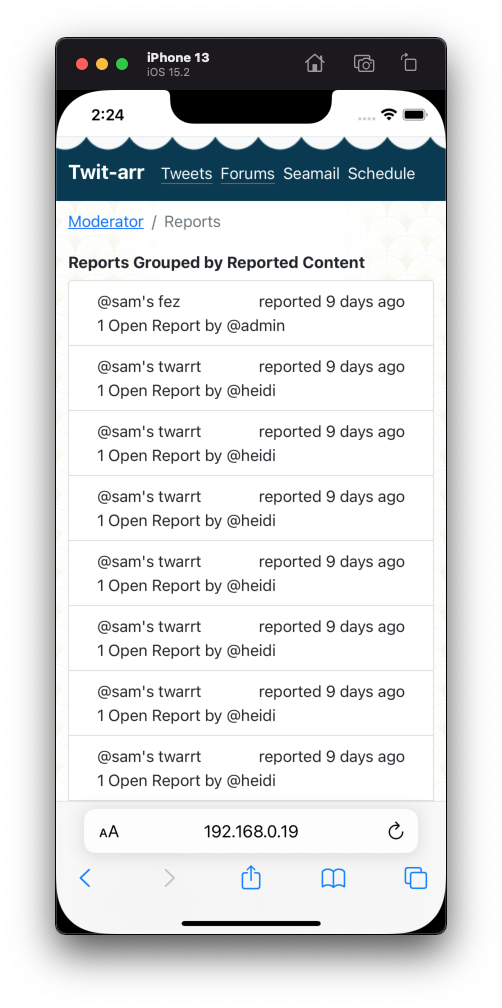 iPhone 13
iOS 15.2
2:24
Twit-arr Tweets Forums Seamail Schedule
Moderator / Reports
Reports Grouped by Reported Content
@sam's fez reported 9 days ago
1 Open Report by @admin
@sam's twarrt reported 9 days ago
1 Open Report by @heidi
@sam's twarrt reported 9 days ago
1 Open Report by @heidi
@sam's twarrt reported 9 days ago
1 Open Report by @heidi
@sam's twarrt reported 9 days ago
1 Open Report by @heidi
@sam's twarrt reported 9 days ago
1 Open Report by @heidi
@sam's twarrt reported 9 days ago
1 Open Report by @heidi
@sam's twarrt reported 9 days ago
1 Open Report by @heidi
AA 192.168.0.19